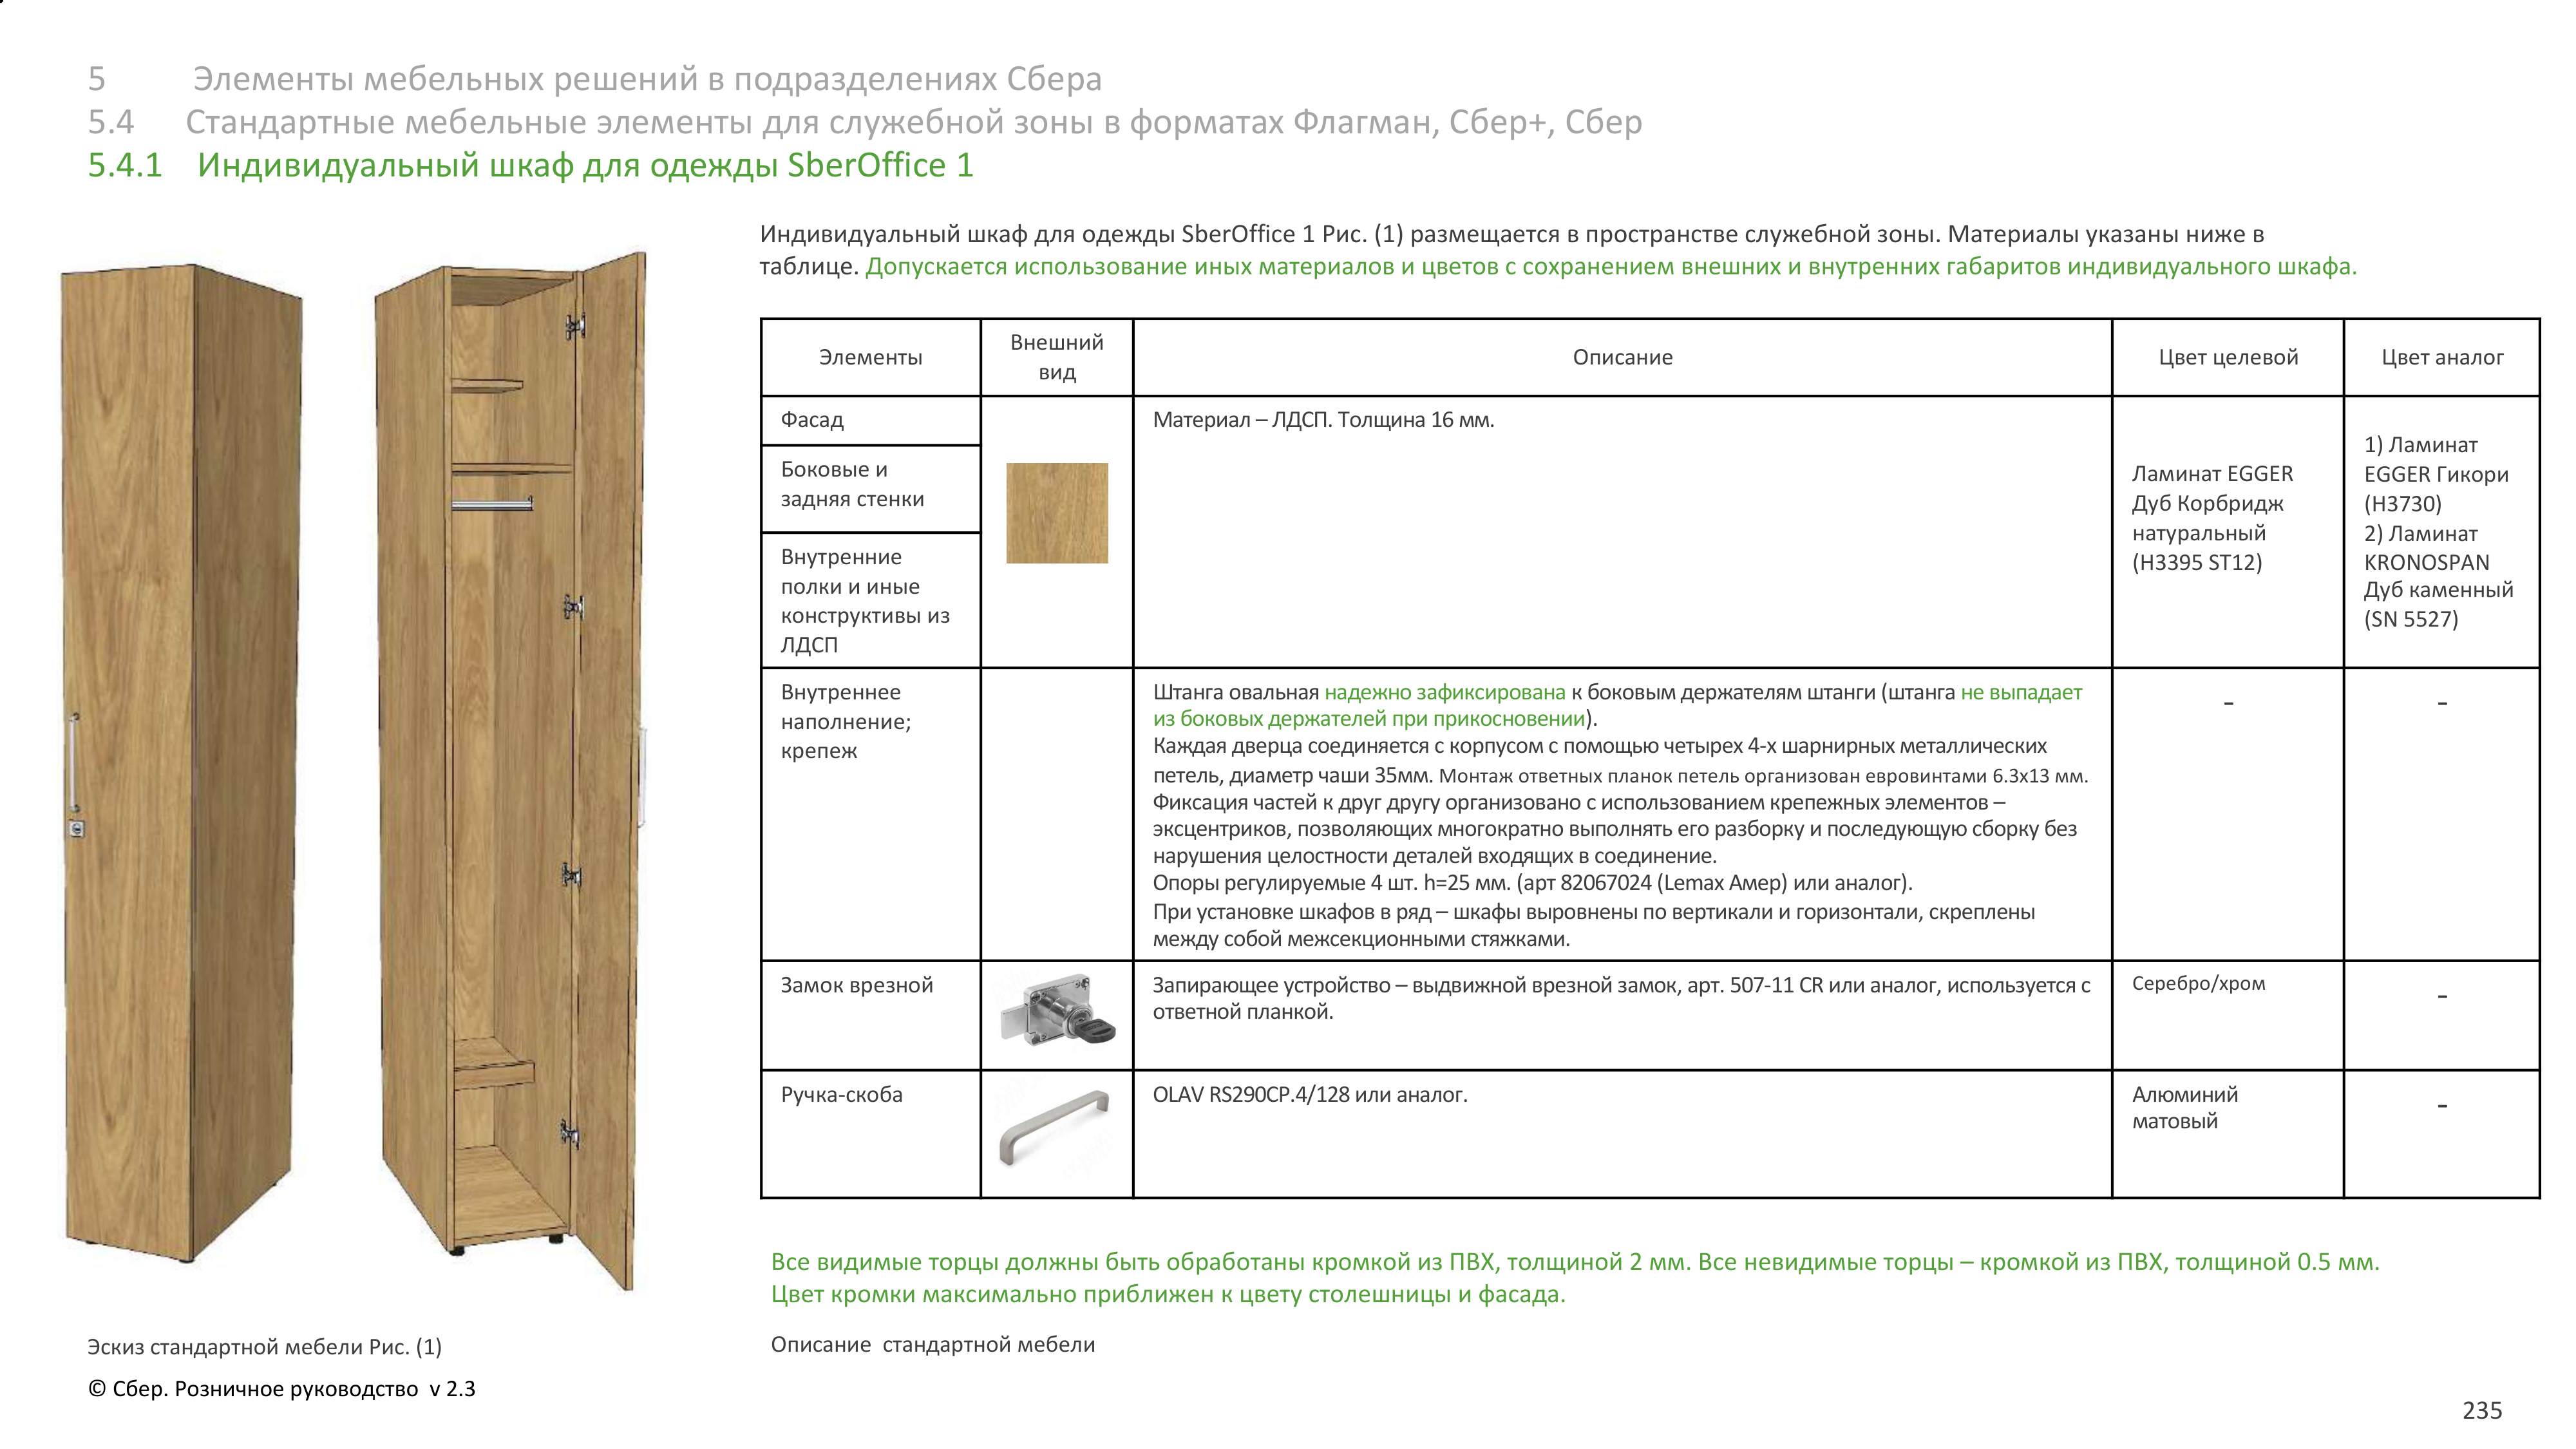 5 Элементы мебельных решений в подразделениях Сбера
5.4 Стандартные мебельные элементы для служебной зоны в форматах Флагман, Сбер+, Сбер
5.4.1 Индивидуальный шкаф для одежды SberOffice 1
Индивидуальный шкаф для одежды SberOffice 1 Рис. (1) размещается в пространстве служебной зоны. Материалы указаны ниже в
таблице. Допускается использование иных материалов и цветов с сохранением внешних и внутренних габаритов индивидуального шкафа.
Элементы
Внешний
вид
Описание
Цвет целевой
Цвет аналог
Фасад
Боковые и
задняя стенки
Внутренние
полки и иные
конструктивы из
ЛДСП
Материал – ЛДСП. Толщина 16 мм.
Ламинат EGGER
Дуб Корбридж
натуральный
(H3395 ST12)
1) Ламинат
EGGER Гикори
(H3730)
2) Ламинат
KRONOSPAN
Дуб каменный
(SN 5527)
Внутреннее
наполнение;
крепеж
Штанга овальная надежно зафиксирована к боковым держателям штанги (штанга не выпадает
из боковых держателей при прикосновении).
Каждая дверца соединяется с корпусом с помощью четырех 4-х шарнирных металлических
петель, диаметр чаши 35мм. Монтаж ответных планок петель организован евровинтами 6.3х13 мм.
Фиксация частей к друг другу организовано с использованием крепежных элементов –
эксцентриков, позволяющих многократно выполнять его разборку и последующую сборку без
нарушения целостности деталей входящих в соединение.
Опоры регулируемые 4 шт. h=25 мм. (арт 82067024 (Lemax Амер) или аналог).
При установке шкафов в ряд – шкафы выровнены по вертикали и горизонтали, скреплены
между собой межсекционными стяжками.
-
-
Замок врезной
Запирающее устройство – выдвижной врезной замок, арт. 507-11 CR или аналог, используется с
ответной планкой.
Серебро/хром
-
Ручка-скоба
OLAV RS290CP.4/128 или аналог.
Алюминий
матовый
-
Все видимые торцы должны быть обработаны кромкой из ПВХ, толщиной 2 мм. Все невидимые торцы – кромкой из ПВХ, толщиной 0.5 мм.
Цвет кромки максимально приближен к цвету столешницы и фасада.
Эскиз стандартной мебели Рис. (1)
Описание стандартной мебели
© Сбер. Розничное руководство v 2.3
235